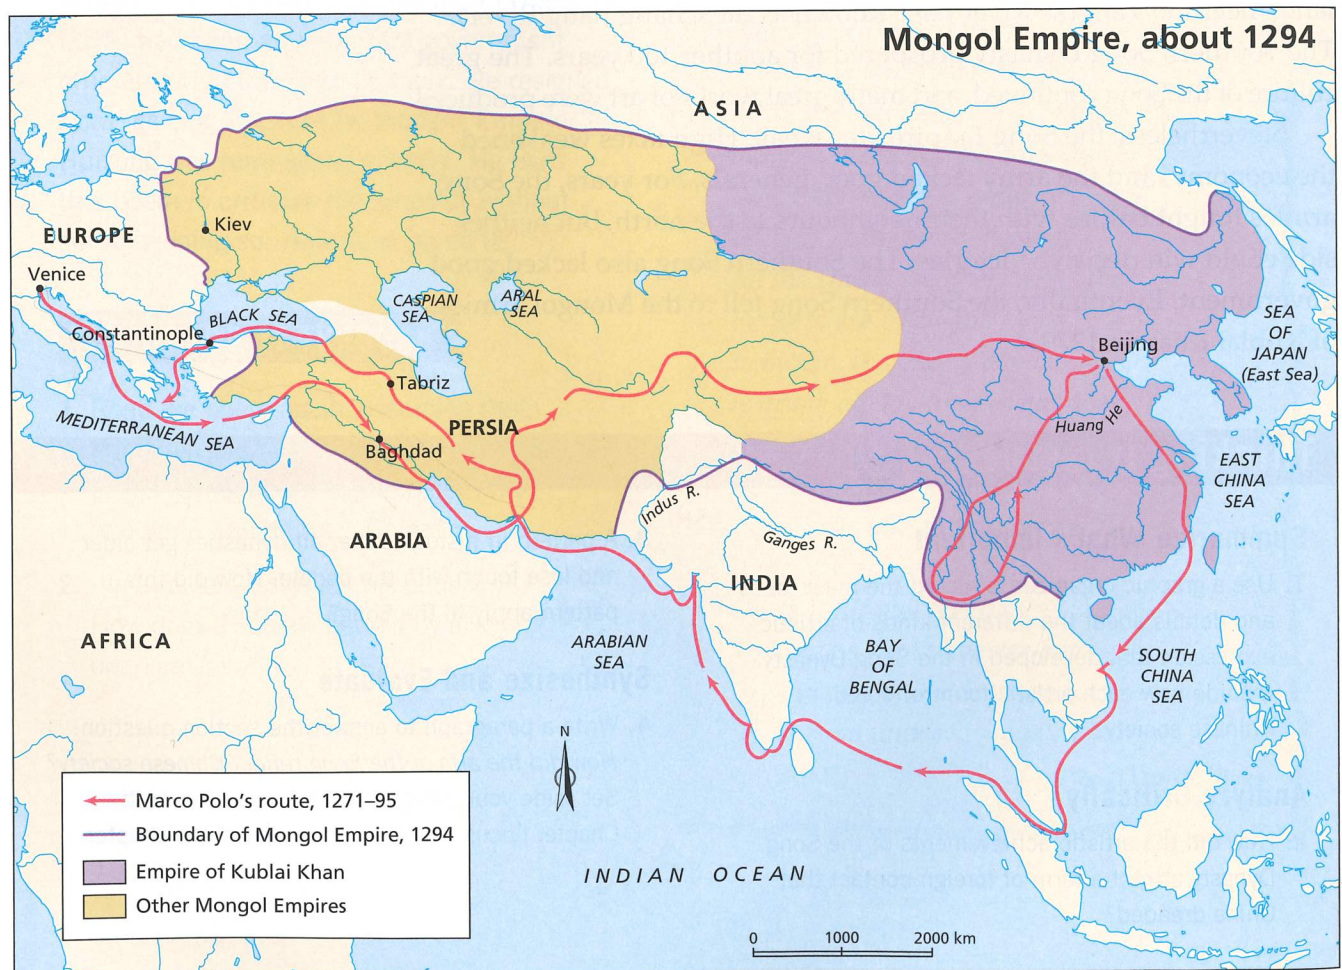 Mongol Empire, about 1294
ASIA
EUROPE
Kiev
Venice
Constantinople
BLACK SEA
CASPIAN
SEA
ARAL
SEA
SEA
OF
JAPAN
(East Sea)
Beijing
Tabriz
MEDITERRANEAN SEA
PERSIA
Baghdad
Huang He
EAST
CHINA
SEA
Indus R.
Ganges R.
ARABIA
INDIA
AFRICA
ARABIAN
SEA
BAY
OF
BENGAL
SOUTH
CHINA
SEA
N
Marco Polo's route, 1271–95
Boundary of Mongol Empire, 1294
Empire of Kublai Khan
Other Mongol Empires
INDIAN OCEAN
0 1000 2000 km